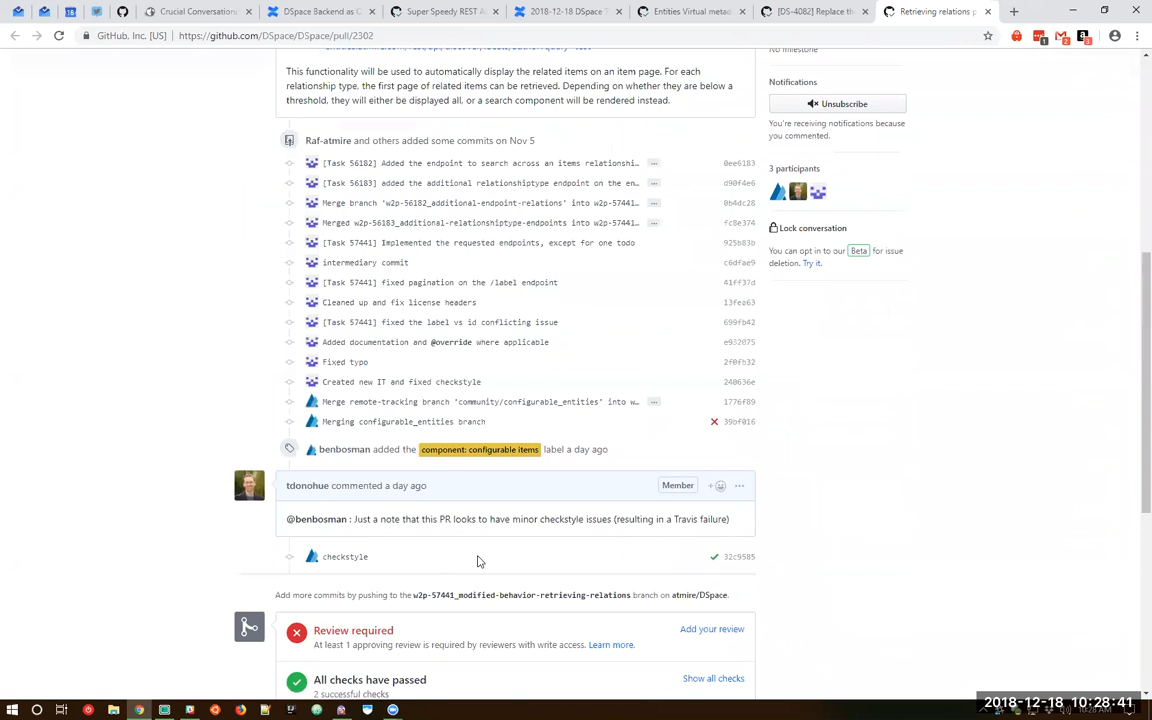 Crucial Conversations
DSpace Backend as C
Super Speedy REST A
2018-12-18 DSpace 7
Entities Virtual metad
[DS-4082] Replace th
Retrieving relations p
GitHub, Inc. [US] | https://github.com/DSpace/DSpace/pull/2302
This functionality will be used to automatically display the related items on an item page. For each
relationship type, the first page of related items can be retrieved. Depending on whether they are below a
threshold, they will either be displayed all, or a search component will be rendered instead.
Raf-atmire and others added some commits on Nov 5
[Task 56182] Added the endpoint to search across an items relationshi… ... 0ee6183
[Task 56183] added the additional relationshiptype endpoint on the en… ... d90f4e6
Merge branch 'w2p-56182_additional-endpoint-relations' into w2p-57441… ... 0b4dc28
Merged w2p-56183_additional-relationshiptype-endpoints into w2p-57441… ... fc8e374
[Task 57441] Implemented the requested endpoints, except for one todo 925b83b
intermediary commit c6dfae9
[Task 57441] fixed pagination on the /label endpoint 41ff37d
Cleaned up and fix license headers 13fea63
[Task 57441] fixed the label vs id conflicting issue 699fb42
Added documentation and @override where applicable e932075
Fixed typo 2f0fb32
Created new IT and fixed checkstyle 240636e
Merge remote-tracking branch 'community/configurable_entities' into w… ... 1776f89
Merging configurable_entities branch 39bf016
benbosman added the component: configurable items label a day ago
tdonohue commented a day ago Member
@benbosman : Just a note that this PR looks to have minor checkstyle issues (resulting in a Travis failure)
checkstyle 32c9585
Add more commits by pushing to the w2p-57441_modified-behavior-retrieving-relations branch on atmire/DSpace.
Review required Add your review
At least 1 approving review is required by reviewers with write access. Learn more.
All checks have passed Show all checks
2 successful checks
No milestone
Notifications
Unsubscribe
You're receiving notifications because
you commented.
3 participants
Lock conversation
You can opt in to our Beta for issue
deletion. Try it.
2018-12-18 10:28:41